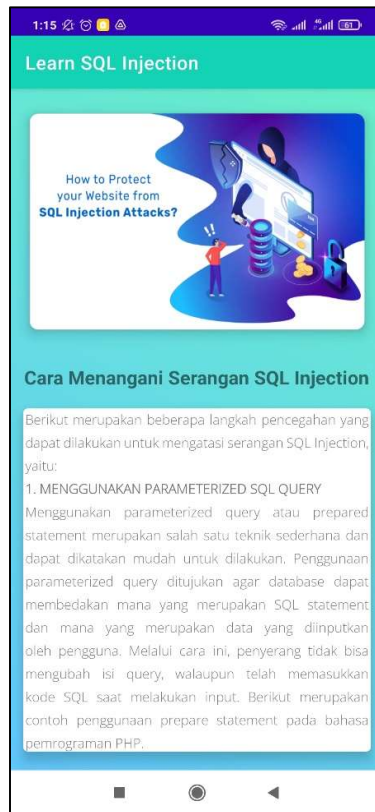 1:15
4G
61
Learn SQL Injection
How to Protect
your Website from
SQL Injection Attacks?
Cara Menangani Serangan SQL Injection
Berikut merupakan beberapa langkah pencegahan yang
dapat dilakukan untuk mengatasi serangan SQL Injection,
yaitu:
1. MENGGUNAKAN PARAMETERIZED SQL QUERY
Menggunakan parameterized query atau prepared
statement merupakan salah satu teknik sederhana dan
dapat dikatakan mudah untuk dilakukan. Penggunaan
parameterized query ditujukan agar database dapat
membedakan mana yang merupakan SQL statement
dan mana yang merupakan data yang diinputkan
oleh pengguna. Melalui cara ini, penyerang tidak bisa
mengubah isi query, walaupun telah memasukkan
kode SQL saat melakukan input. Berikut merupakan
contoh penggunaan prepare statement pada bahasa
pemrograman PHP.